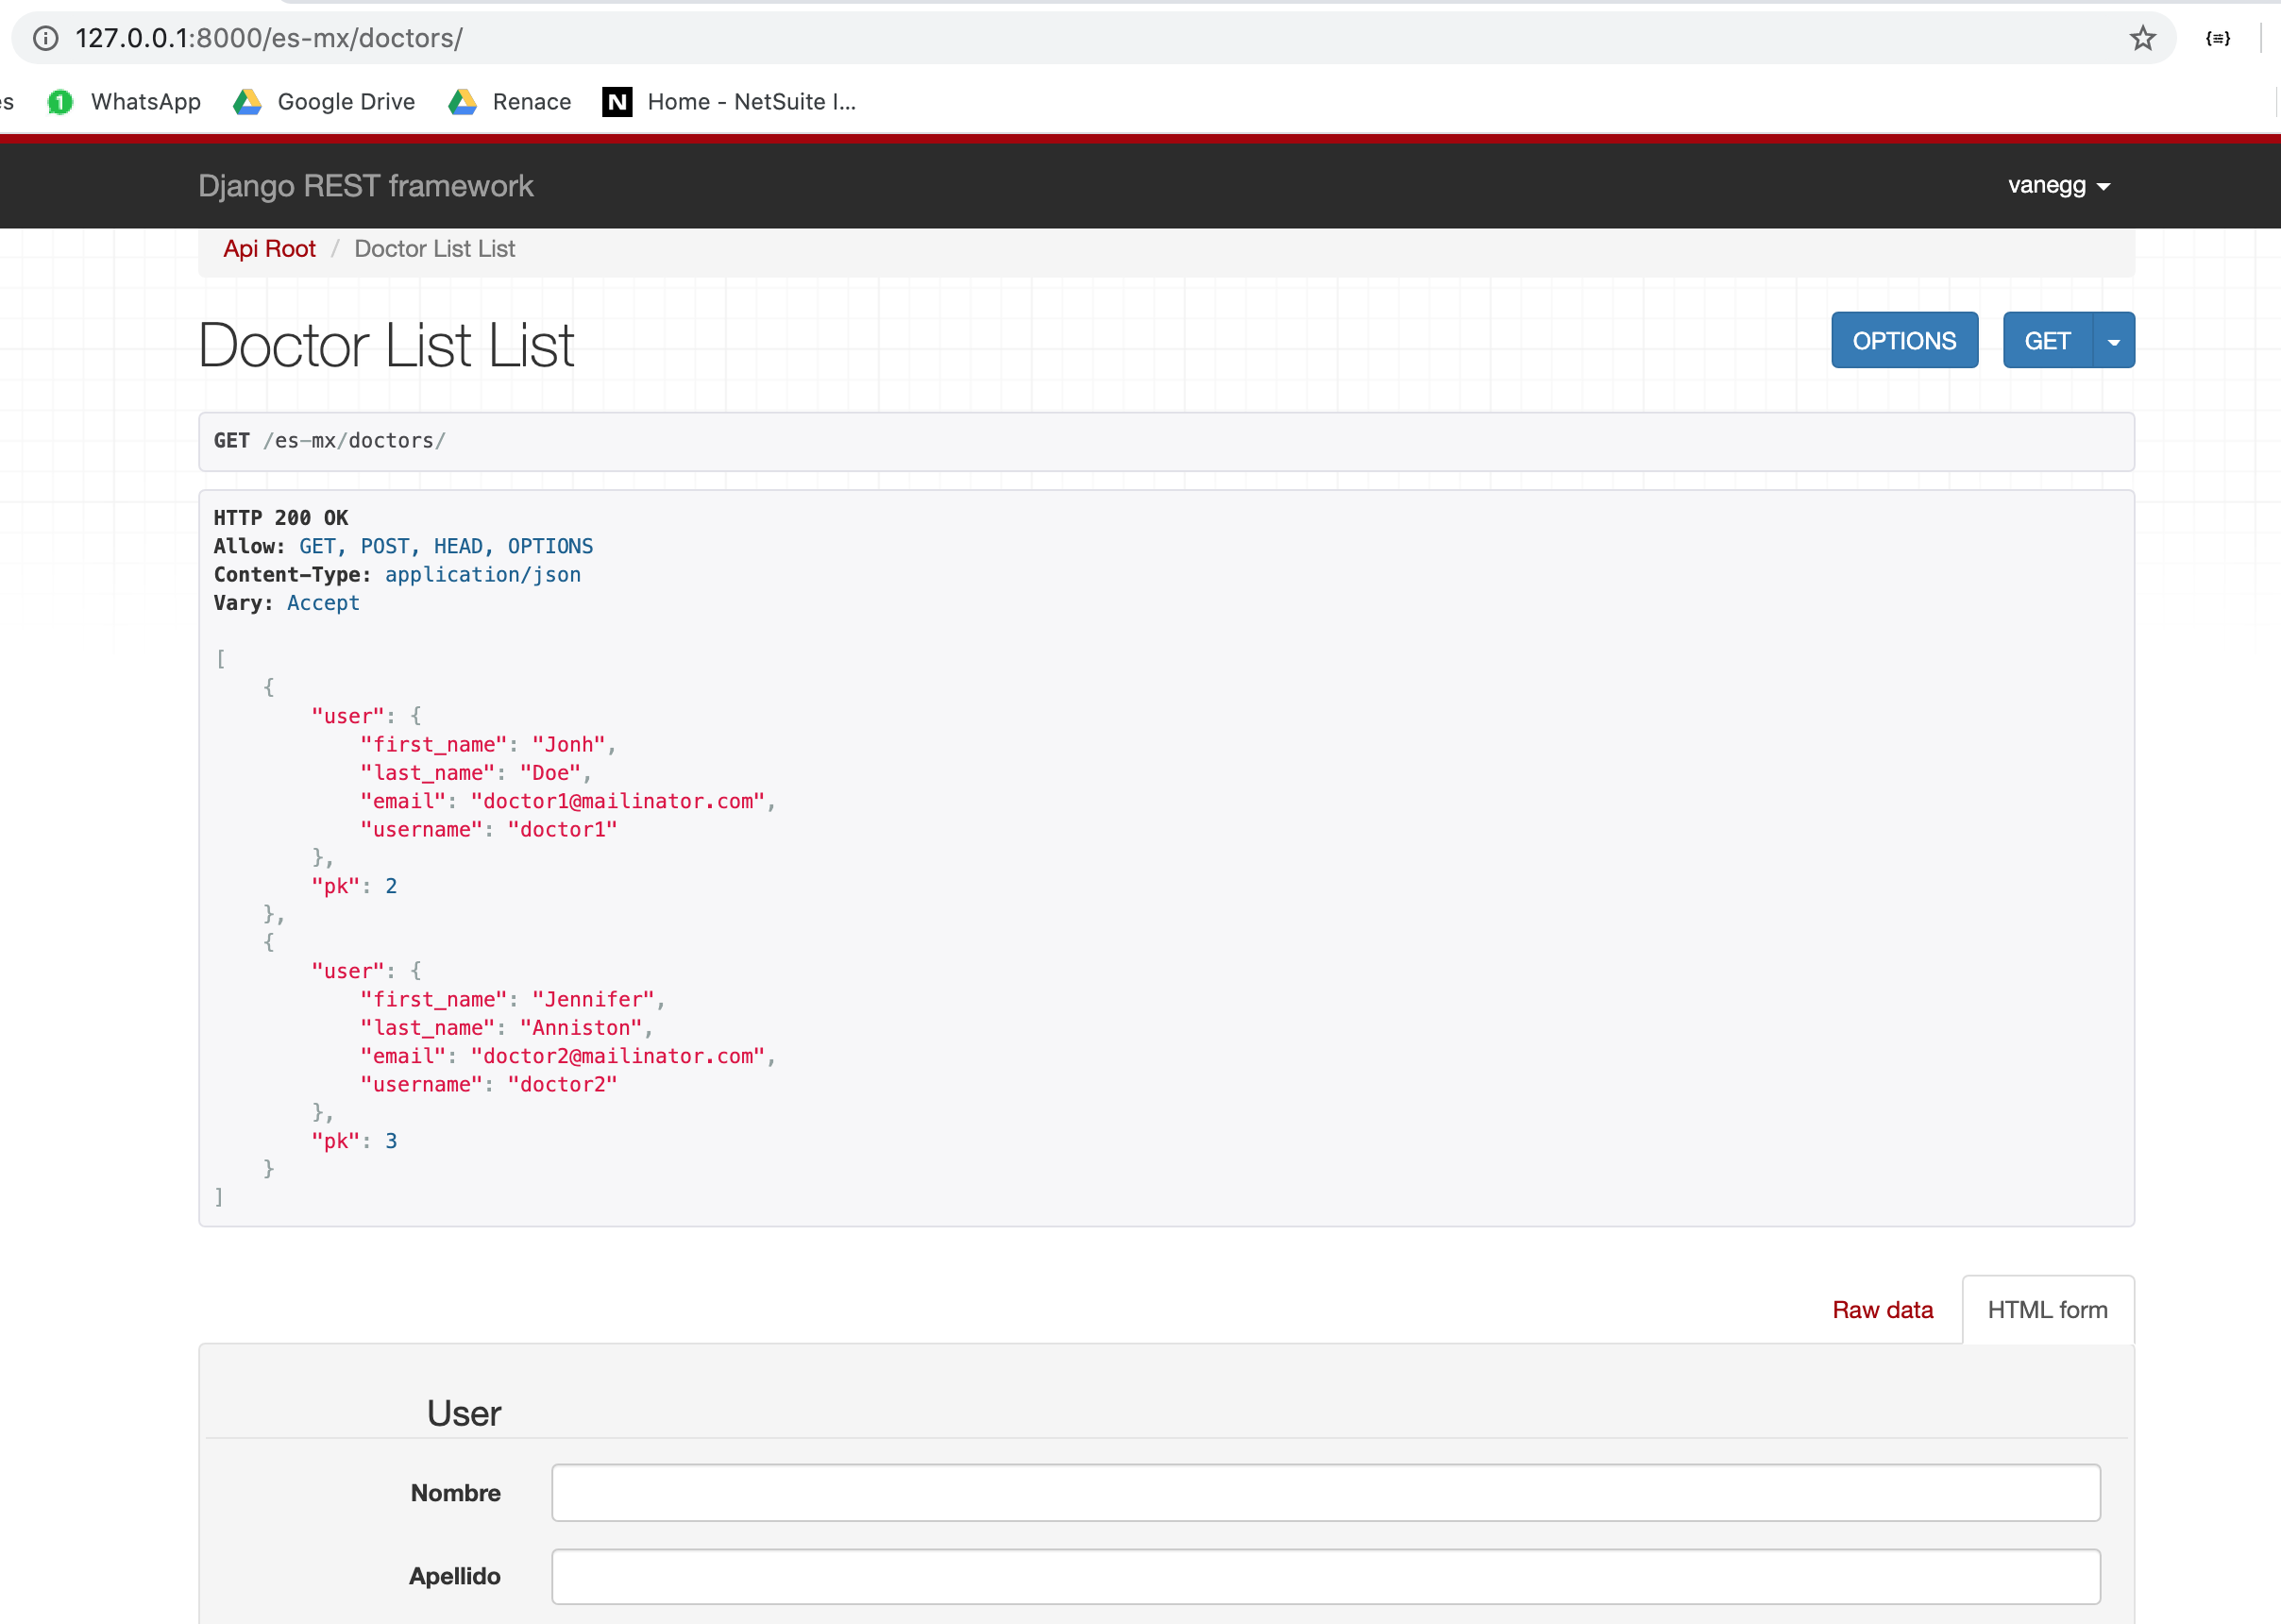 127.0.0.1:8000/es-mx/doctors/
es WhatsApp Google Drive Renace N Home - NetSuite I...
Django REST framework vanegg
Api Root / Doctor List List
Doctor List List OPTIONS GET
GET /es-mx/doctors/
HTTP 200 OK
Allow: GET, POST, HEAD, OPTIONS
Content-Type: application/json
Vary: Accept
[
{
"user": {
"first_name": "Jonh",
"last_name": "Doe",
"email": "doctor1@mailinator.com",
"username": "doctor1"
},
"pk": 2
},
{
"user": {
"first_name": "Jennifer",
"last_name": "Anniston",
"email": "doctor2@mailinator.com",
"username": "doctor2"
},
"pk": 3
}
]
Raw data HTML form
User
Nombre
Apellido